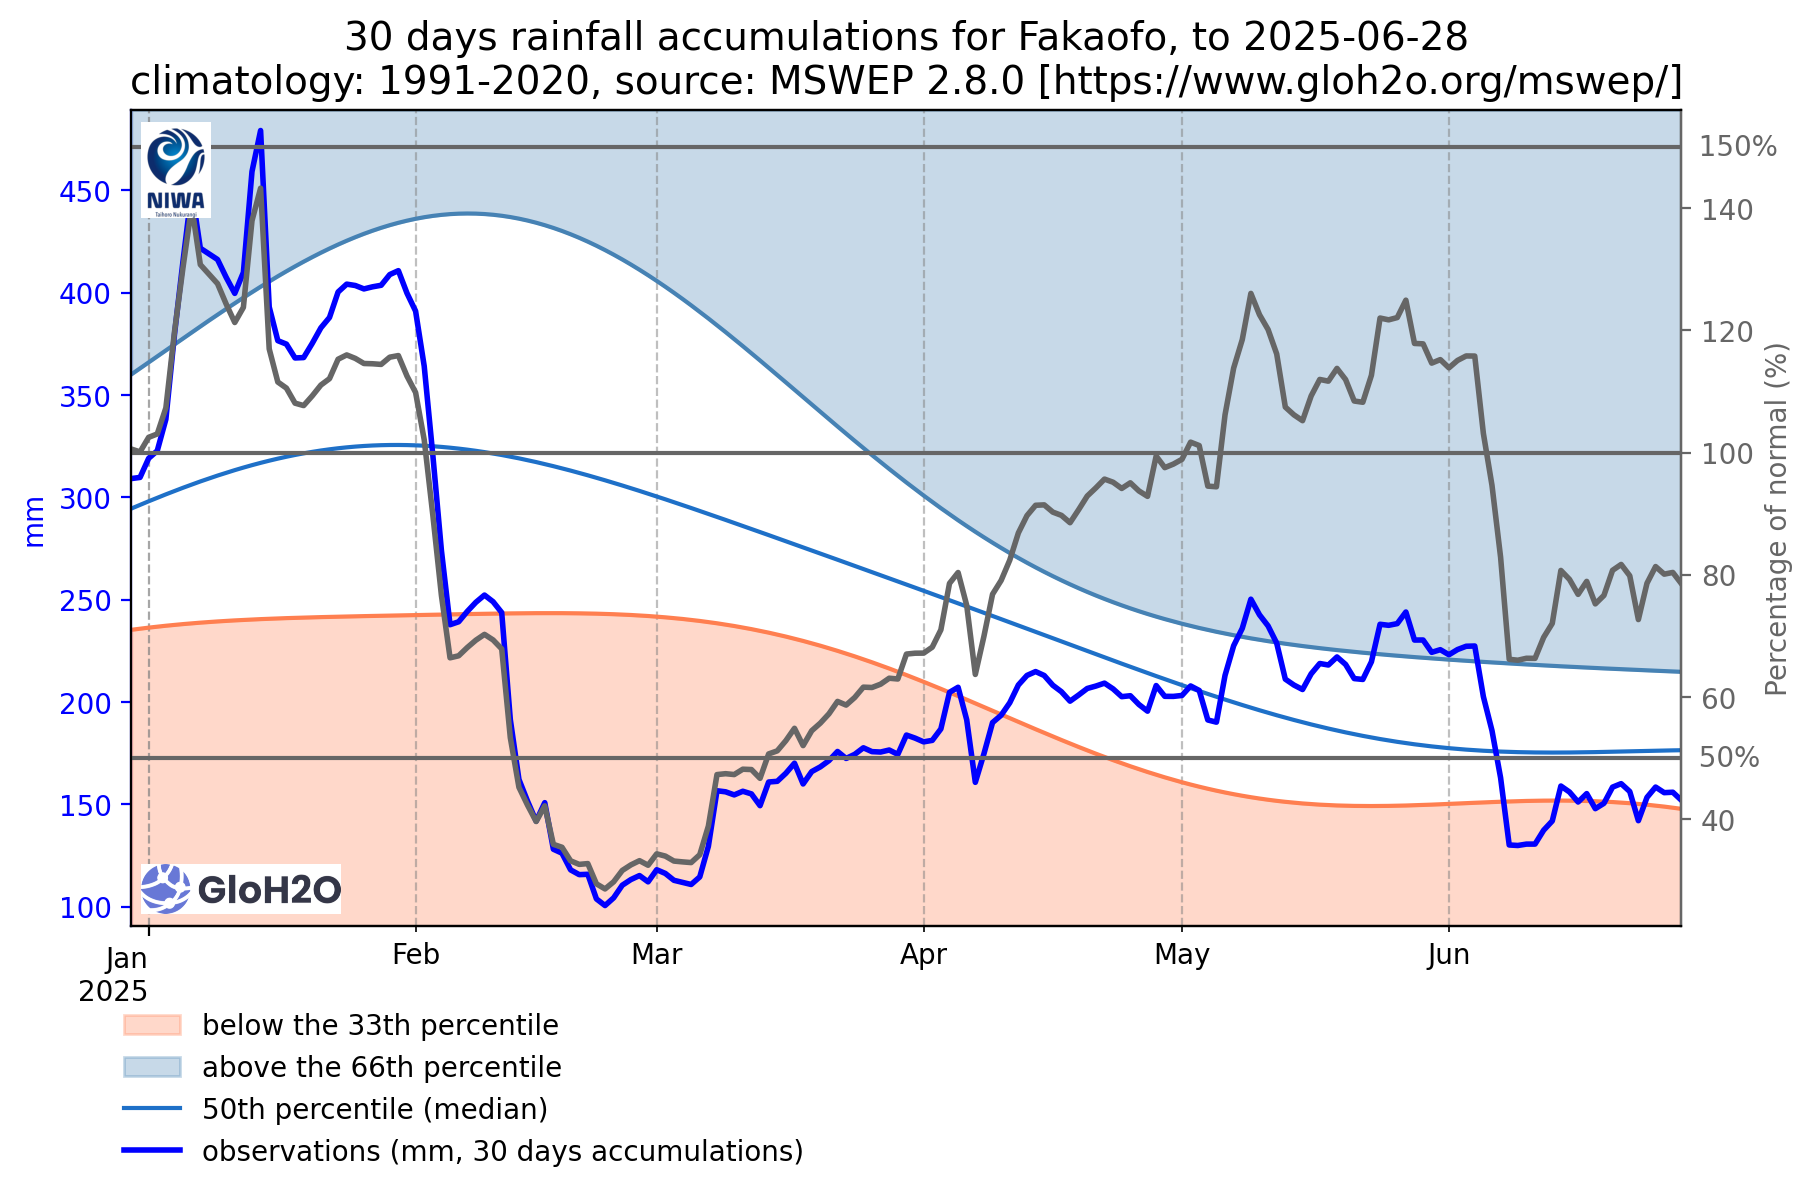 30 days rainfall accumulations for Fakaofo, to 2025-06-28
climatology: 1991-2020, source: MSWEP 2.8.0 [https://www.gloh2o.org/mswep/]
NIWA
Taihoro Nukurangi
450
400
350
300
250
200
150
100
mm
150%
140
120
100
80
60
50%
40
Percentage of normal (%)
GloH2O
Jan
2025
Feb
Mar
Apr
May
Jun
below the 33th percentile
above the 66th percentile
50th percentile (median)
observations (mm, 30 days accumulations)